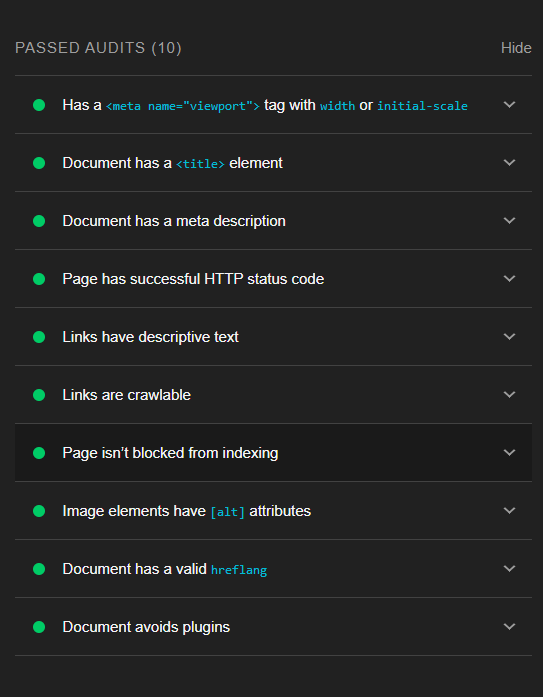 PASSED AUDITS (10) Hide
Has a <meta name="viewport"> tag with width or initial-scale
Document has a <title> element
Document has a meta description
Page has successful HTTP status code
Links have descriptive text
Links are crawlable
Page isn’t blocked from indexing
Image elements have [alt] attributes
Document has a valid hreflang
Document avoids plugins